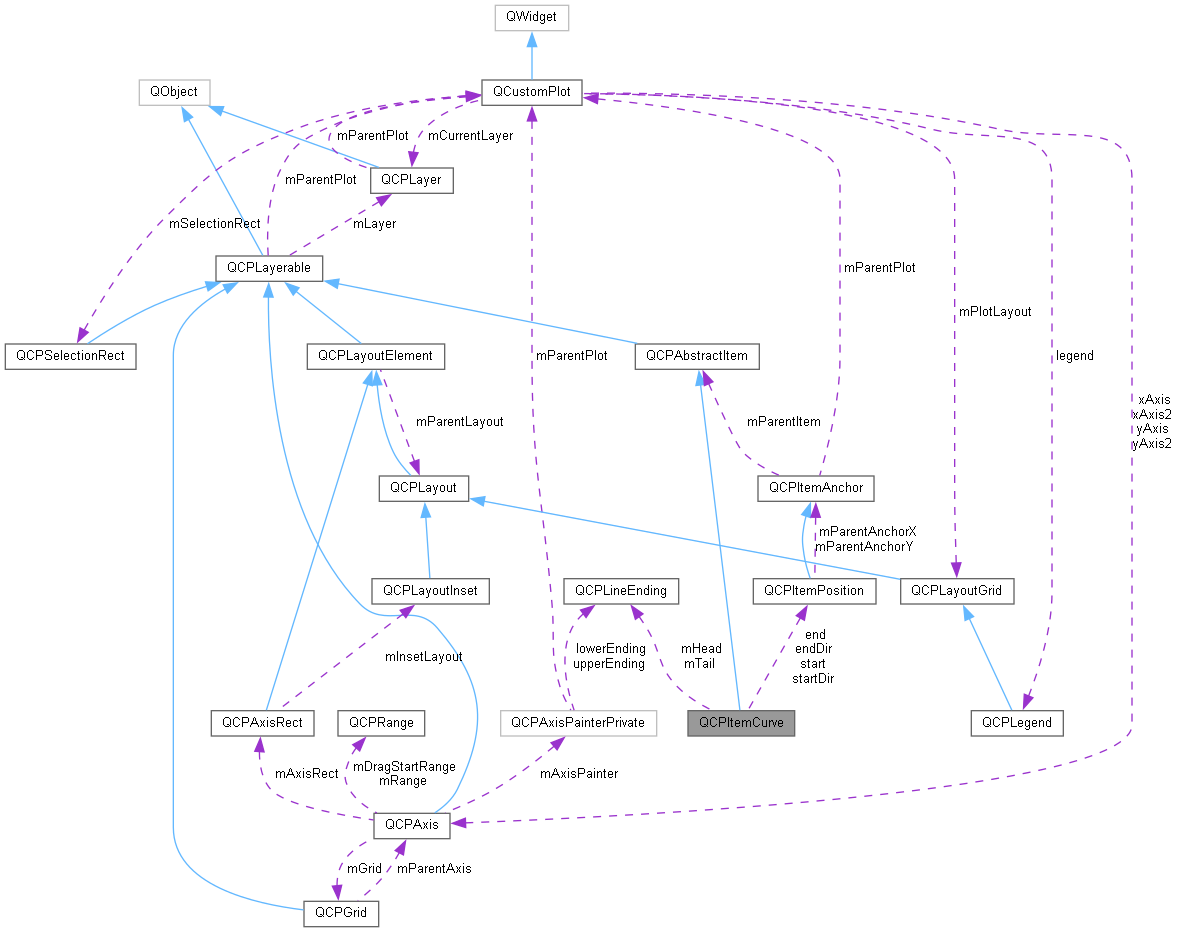 QWidget
QObject
QCustomPlot
mParentPlot
mCurrentLayer
QCPLayer
mParentPlot
mSelectionRect
mLayer
QCPLayerable
mParentPlot
mPlotLayout
QCPSelectionRect
QCPLayoutElement
mParentPlot
QCPAbstractItem
legend
xAxis
xAxis2
yAxis
yAxis2
mParentLayout
mParentItem
QCPLayout
QCPItemAnchor
mParentAnchorX
mParentAnchorY
QCPLayoutInset
QCPLineEnding
QCPItemPosition
QCPLayoutGrid
mInsetLayout
lowerEnding
upperEnding
mHead
mTail
end
endDir
start
startDir
QCPAxisRect
QCPRange
QCPAxisPainterPrivate
QCPItemCurve
QCPLegend
mAxisRect
mDragStartRange
mRange
mAxisPainter
QCPAxis
mGrid
mParentAxis
QCPGrid